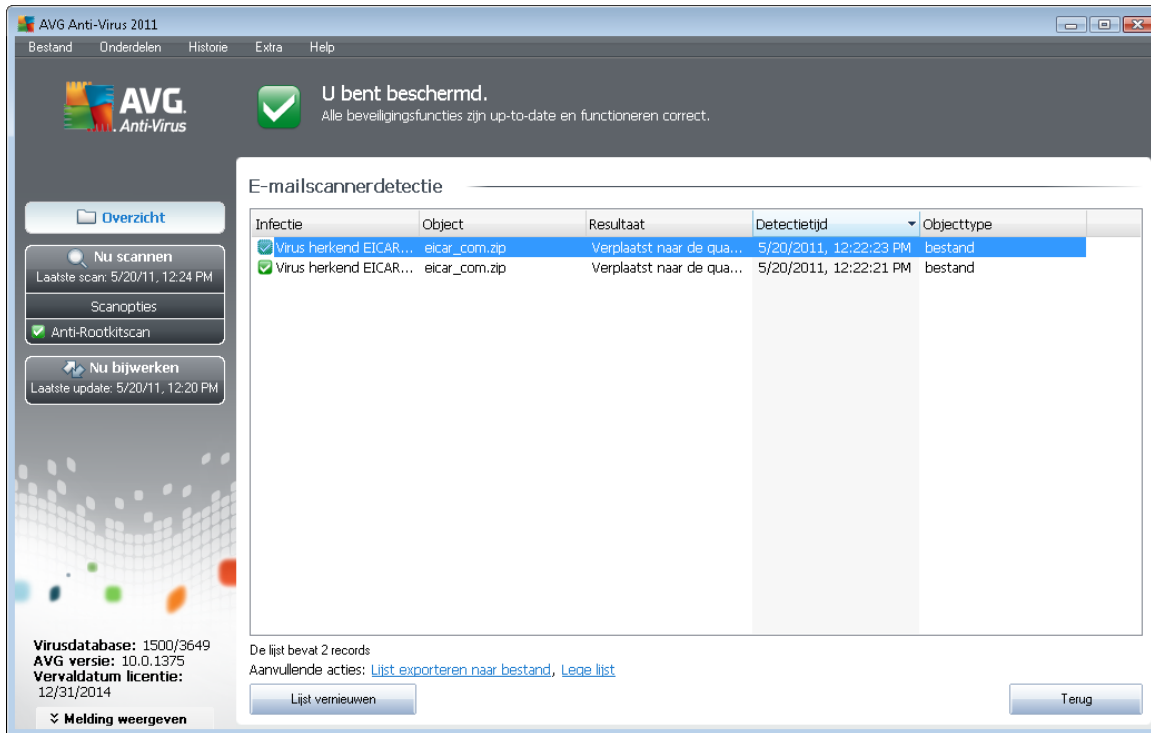 AVG Anti-Virus 2011
Bestand Onderdelen Historie Extra Help
AVG.
Anti-Virus
U bent beschermd.
Alle beveiligingsfuncties zijn up-to-date en functioneren correct.
Overzicht
Nu scannen
Laatste scan: 5/20/11, 12:24 PM
Scanopties
Anti-Rootkitscan
Nu bijwerken
Laatste update: 5/20/11, 12:20 PM
Virusdatabase: 1500/3649
AVG versie: 10.0.1375
Vervaldatum licentie:
12/31/2014
Melding weergeven
E-mailscannerdetectie
Infectie Object Resultaat Detectietijd Objecttype
Virus herkend EICAR... eicar_com.zip Verplaatst naar de qua... 5/20/2011, 12:22:23 PM bestand
Virus herkend EICAR... eicar_com.zip Verplaatst naar de qua... 5/20/2011, 12:22:21 PM bestand
De lijst bevat 2 records
Aanvullende acties: Lijst exporteren naar bestand, Lege lijst
Lijst vernieuwen Terug